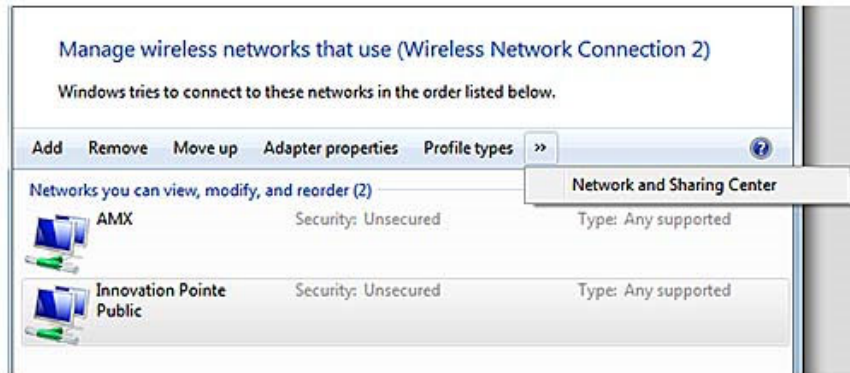 Manage wireless networks that use (Wireless Network Connection 2)
Windows tries to connect to these networks in the order listed below.
Add Remove Move up Adapter properties Profile types »
Network and Sharing Center
Networks you can view, modify, and reorder (2)
AMX Security: Unsecured Type: Any supported
Innovation Pointe Security: Unsecured Type: Any supported
Public